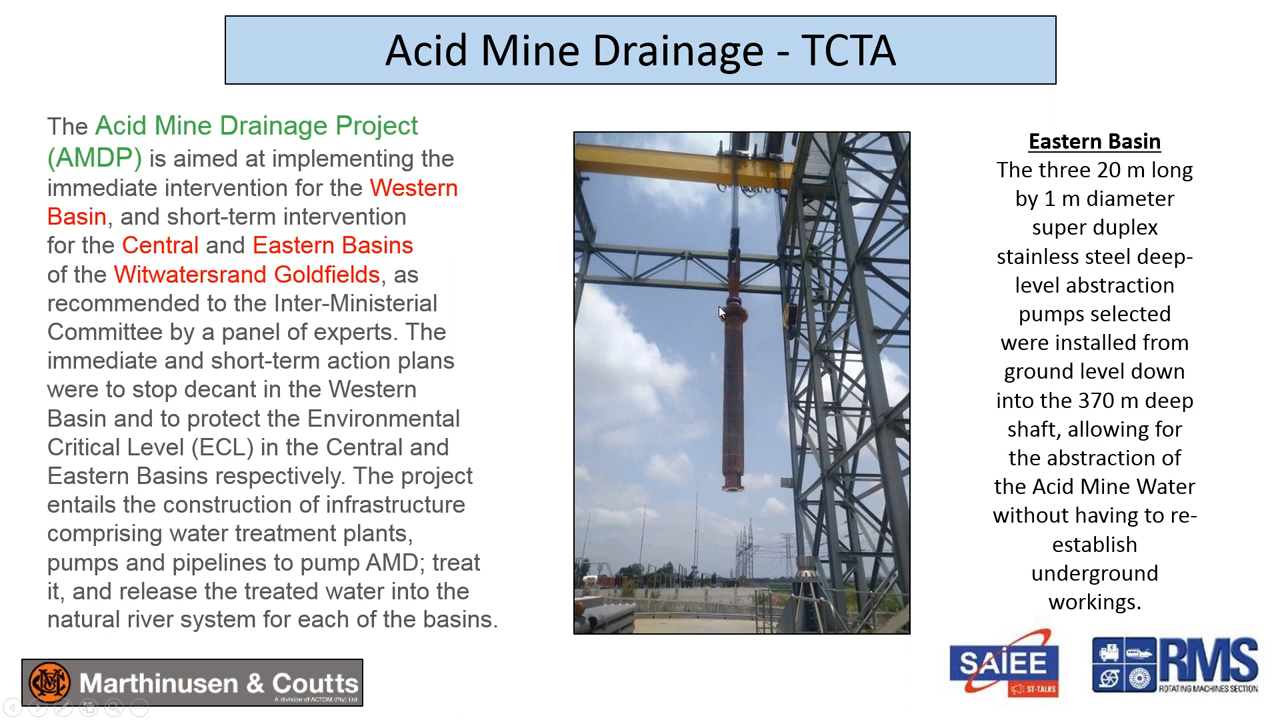 Acid Mine Drainage - TCTA
The Acid Mine Drainage Project
(AMDP) is aimed at implementing the
immediate intervention for the Western
Basin, and short-term intervention
for the Central and Eastern Basins
of the Witwatersrand Goldfields, as
recommended to the Inter-Ministerial
Committee by a panel of experts. The
immediate and short-term action plans
were to stop decant in the Western
Basin and to protect the Environmental
Critical Level (ECL) in the Central and
Eastern Basins respectively. The project
entails the construction of infrastructure
comprising water treatment plants,
pumps and pipelines to pump AMD; treat
it, and release the treated water into the
natural river system for each of the basins.
Eastern Basin
The three 20 m long
by 1 m diameter
super duplex
stainless steel deep-
level abstraction
pumps selected
were installed from
ground level down
into the 370 m deep
shaft, allowing for
the abstraction of
the Acid Mine Water
without having to re-
establish
underground
workings.
Marthinusen & Coutts
A division of ACTOM (Pty) Ltd
SAIEE
ST-TALKS
RMS
ROTATING MACHINES SECTION